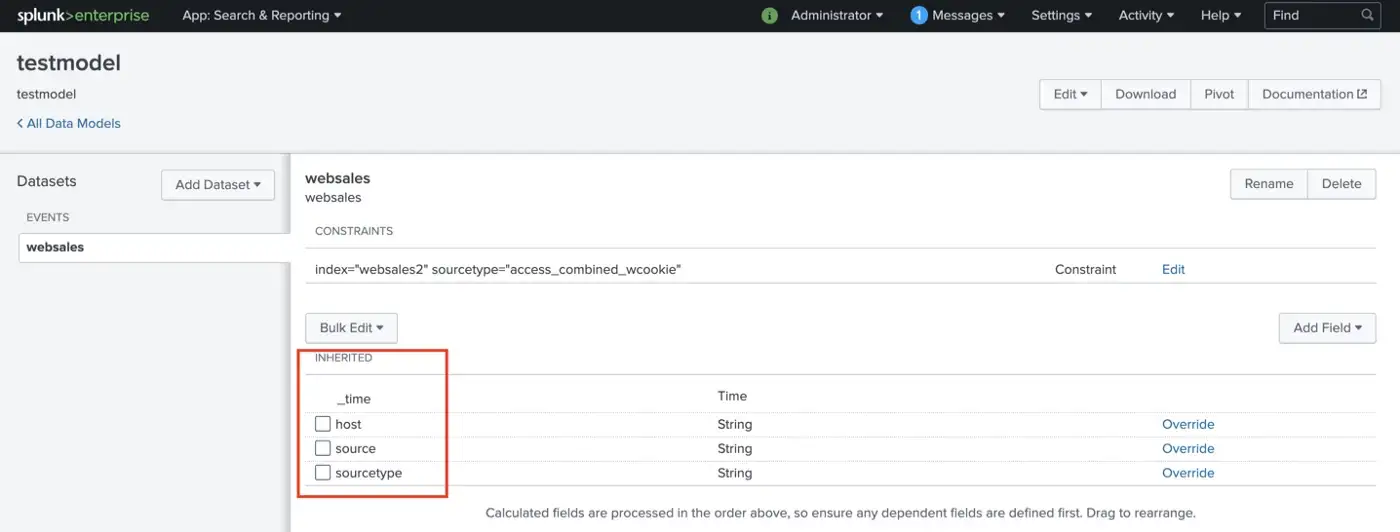 splunk>enterprise App: Search & Reporting i Administrator 1 Messages Settings Activity Help Find
testmodel
testmodel
Edit Download Pivot Documentation
< All Data Models
Datasets
Add Dataset
EVENTS
websales
websales
websales
Rename Delete
CONSTRAINTS
index="websales2" sourcetype="access_combined_wcookie" Constraint Edit
Bulk Edit Add Field
INHERITED
_time Time
host String Override
source String Override
sourcetype String Override
Calculated fields are processed in the order above, so ensure any dependent fields are defined first. Drag to rearrange.